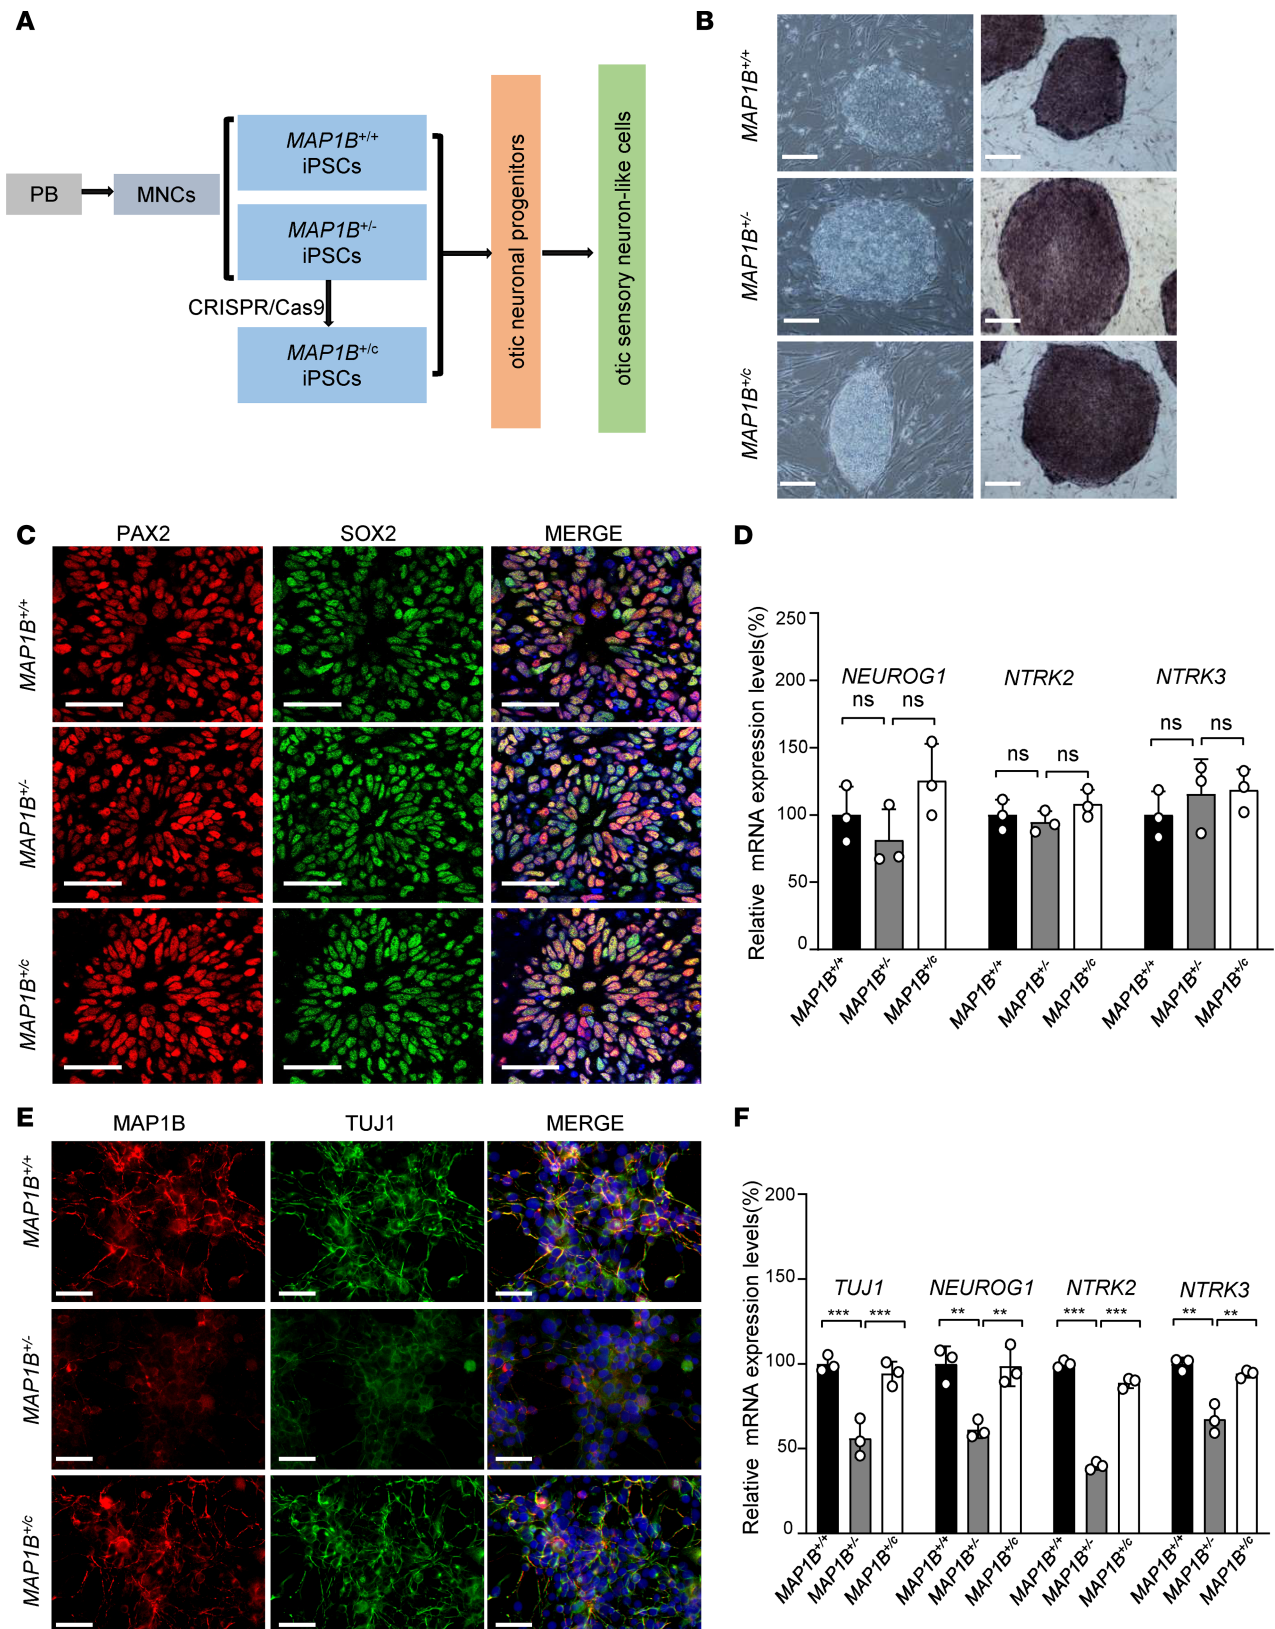 A
PB
MNCs
MAP1B+/+
iPSCs
MAP1B+/-
iPSCs
CRISPR/Cas9
MAP1B+/c
iPSCs
otic neuronal progenitors
otic sensory neuron-like cells
B
MAP1B+/+
MAP1B+/-
MAP1B+/c
C
PAX2
SOX2
MERGE
MAP1B+/+
MAP1B+/-
MAP1B+/c
D
Relative mRNA expression levels(%)
250
200
150
100
50
0
NEUROG1
NTRK2
NTRK3
ns
ns
ns
ns
ns
ns
MAP1B+/+
MAP1B+/-
MAP1B+/c
MAP1B+/+
MAP1B+/-
MAP1B+/c
MAP1B+/+
MAP1B+/-
MAP1B+/c
E
MAP1B
TUJ1
MERGE
MAP1B+/+
MAP1B+/-
MAP1B+/c
F
Relative mRNA expression levels(%)
200
150
100
50
0
TUJ1
NEUROG1
NTRK2
NTRK3
***
***
**
**
***
***
**
**
MAP1B+/+
MAP1B+/-
MAP1B+/c
MAP1B+/+
MAP1B+/-
MAP1B+/c
MAP1B+/+
MAP1B+/-
MAP1B+/c
MAP1B+/+
MAP1B+/-
MAP1B+/c